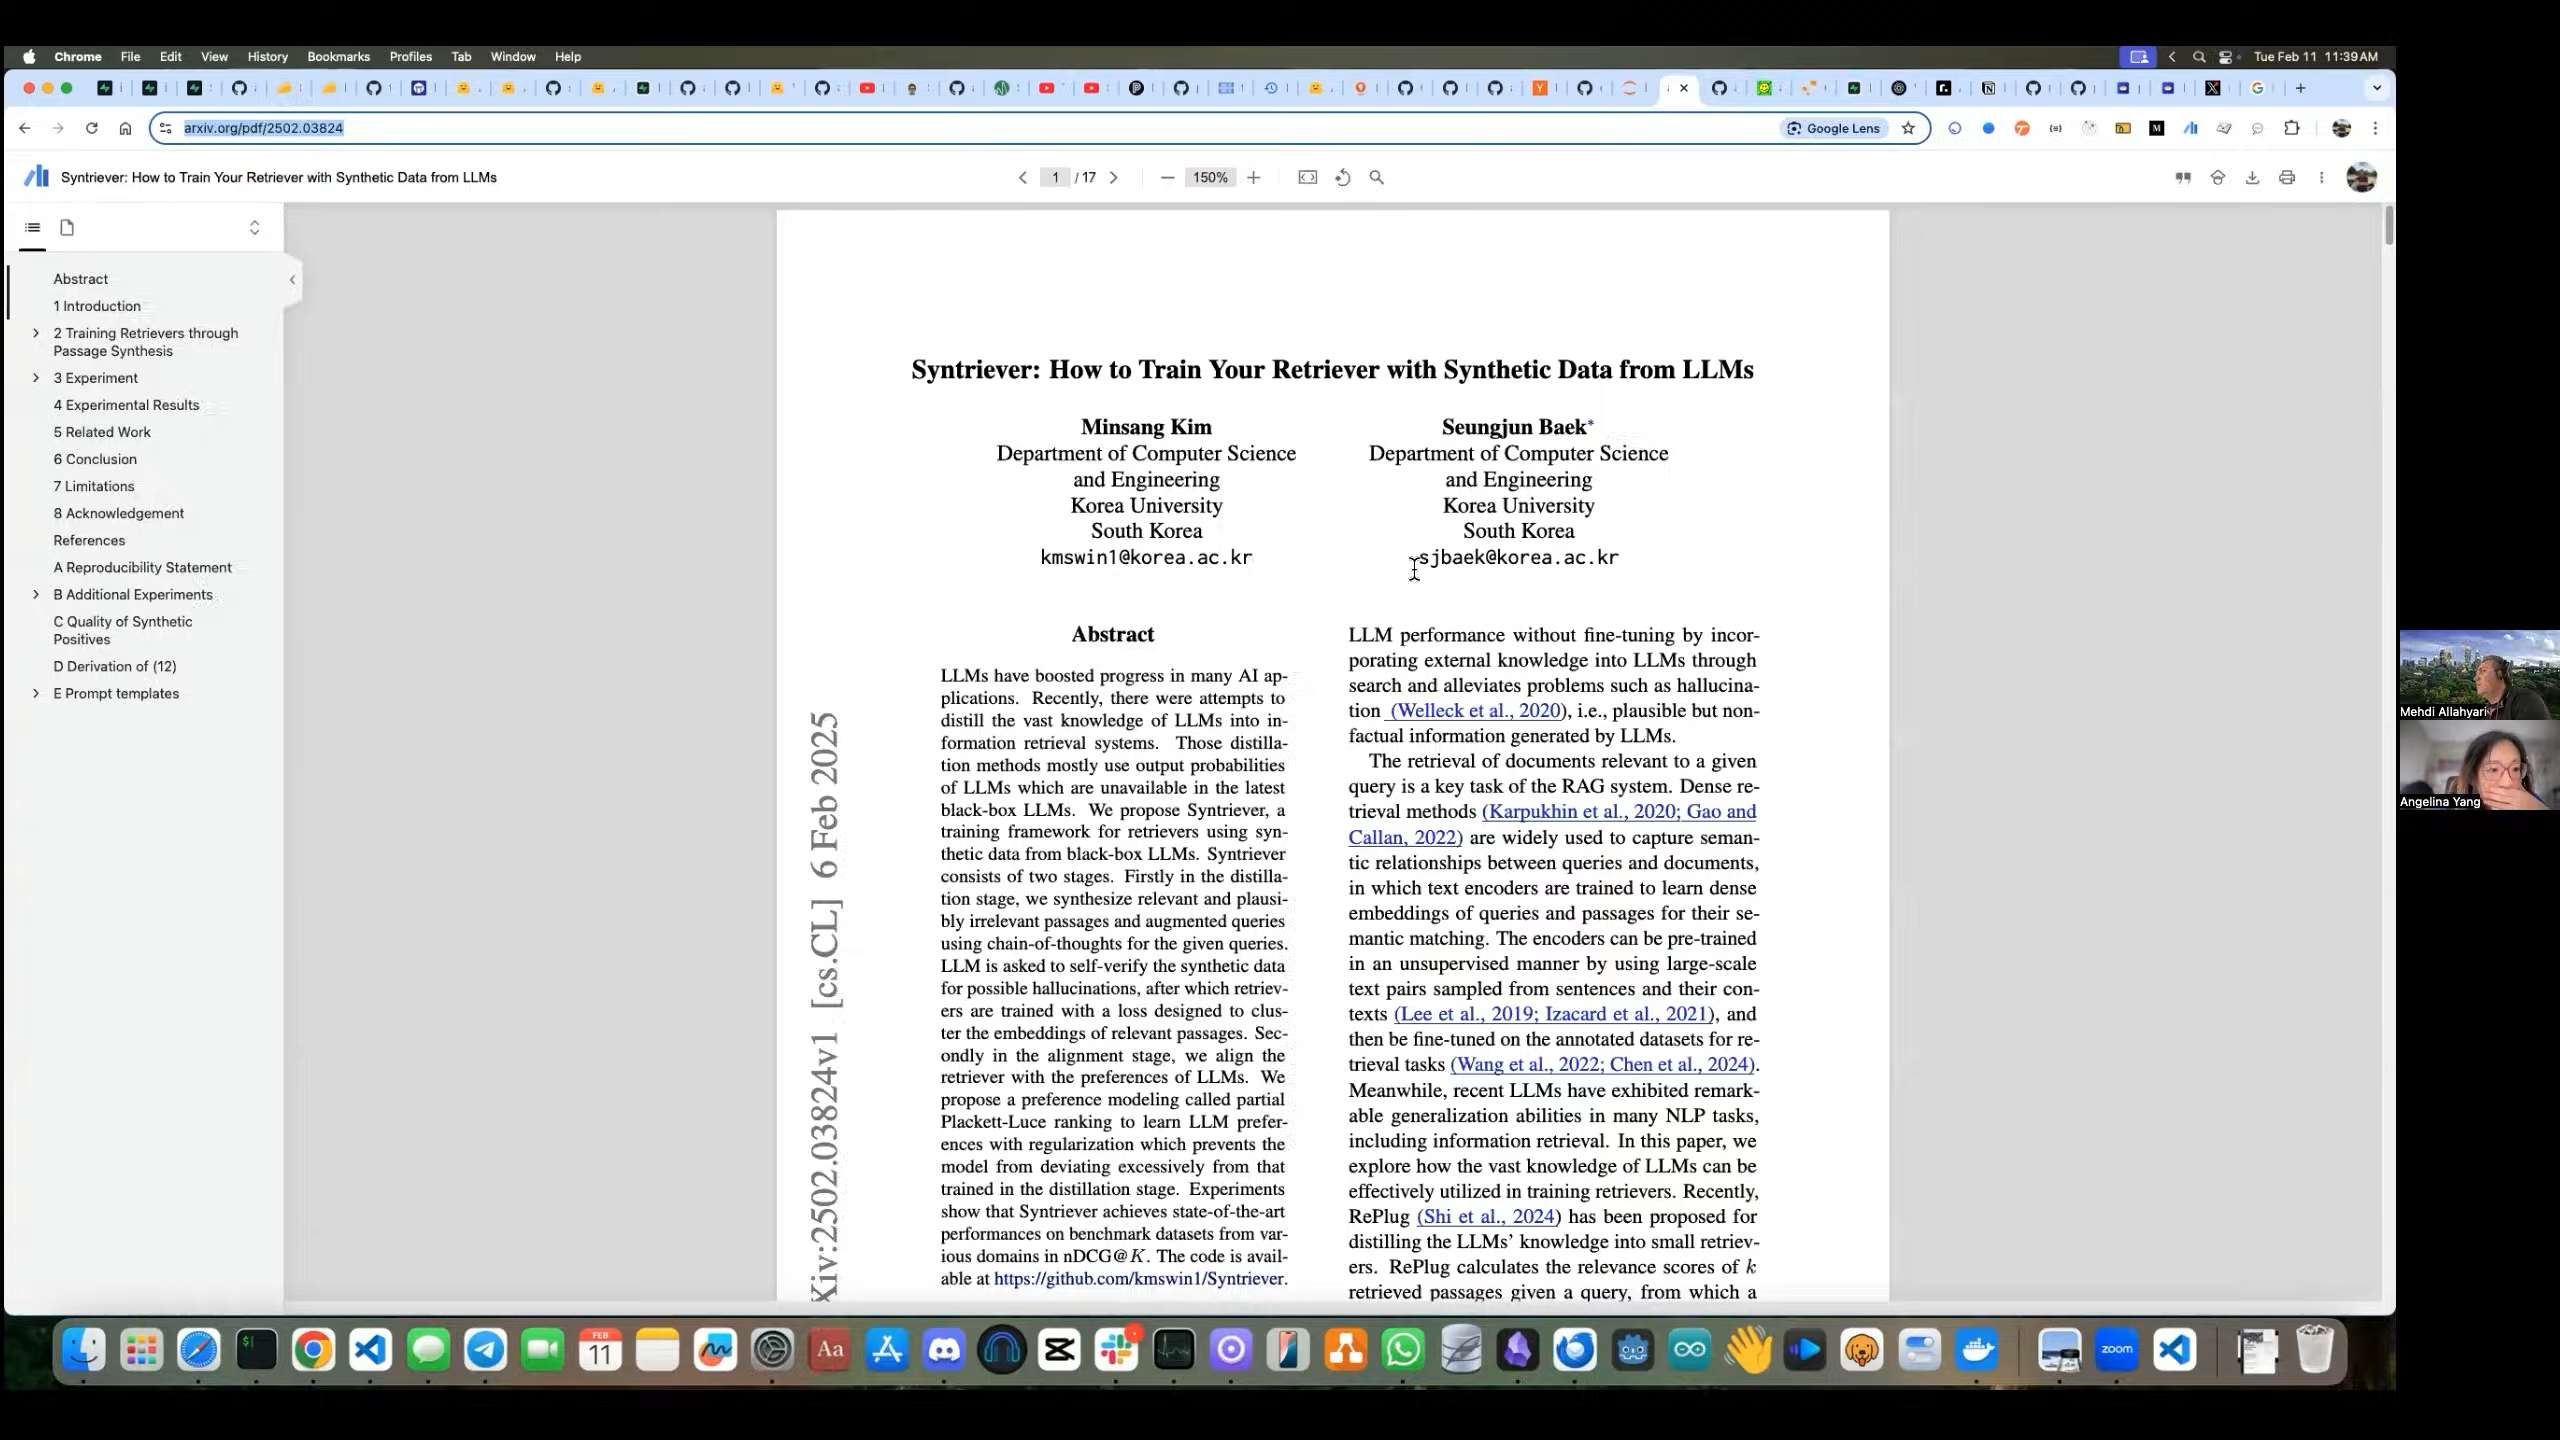 Chrome File Edit View History Bookmarks Profiles Tab Window Help
Tue Feb 11 11:39 AM
arxiv.org/pdf/2502.03824
Google Lens
Syntriever: How to Train Your Retriever with Synthetic Data from LLMs
1 / 17
150%
Abstract
1 Introduction
2 Training Retrievers through
Passage Synthesis
3 Experiment
4 Experimental Results
5 Related Work
6 Conclusion
7 Limitations
8 Acknowledgement
References
A Reproducibility Statement
B Additional Experiments
C Quality of Synthetic
Positives
D Derivation of (12)
E Prompt templates
Xiv:2502.03824v1 [cs.CL] 6 Feb 2025
Syntriever: How to Train Your Retriever with Synthetic Data from LLMs
Minsang Kim
Department of Computer Science
and Engineering
Korea University
South Korea
kmswin1@korea.ac.kr
Seungjun Baek*
Department of Computer Science
and Engineering
Korea University
South Korea
sjbaek@korea.ac.kr
Abstract
LLMs have boosted progress in many AI ap-
plications. Recently, there were attempts to
distill the vast knowledge of LLMs into in-
formation retrieval systems. Those distilla-
tion methods mostly use output probabilities
of LLMs which are unavailable in the latest
black-box LLMs. We propose Syntriever, a
training framework for retrievers using syn-
thetic data from black-box LLMs. Syntriever
consists of two stages. Firstly in the distilla-
tion stage, we synthesize relevant and plausi-
bly irrelevant passages and augmented queries
using chain-of-thoughts for the given queries.
LLM is asked to self-verify the synthetic data
for possible hallucinations, after which retriev-
ers are trained with a loss designed to clus-
ter the embeddings of relevant passages. Sec-
ondly in the alignment stage, we align the
retriever with the preferences of LLMs. We
propose a preference modeling called partial
Plackett-Luce ranking to learn LLM prefer-
ences with regularization which prevents the
model from deviating excessively from that
trained in the distillation stage. Experiments
show that Syntriever achieves state-of-the-art
performances on benchmark datasets from var-
ious domains in nDCG@K. The code is avail-
able at https://github.com/kmswin1/Syntriever.
LLM performance without fine-tuning by incor-
porating external knowledge into LLMs through
search and alleviates problems such as hallucina-
tion (Welleck et al., 2020), i.e., plausible but non-
factual information generated by LLMs.
The retrieval of documents relevant to a given
query is a key task of the RAG system. Dense re-
trieval methods (Karpukhin et al., 2020; Gao and
Callan, 2022) are widely used to capture seman-
tic relationships between queries and documents,
in which text encoders are trained to learn dense
embeddings of queries and passages for their se-
mantic matching. The encoders can be pre-trained
in an unsupervised manner by using large-scale
text pairs sampled from sentences and their con-
texts (Lee et al., 2019; Izacard et al., 2021), and
then be fine-tuned on the annotated datasets for re-
trieval tasks (Wang et al., 2022; Chen et al., 2024).
Meanwhile, recent LLMs have exhibited remark-
able generalization abilities in many NLP tasks,
including information retrieval. In this paper, we
explore how the vast knowledge of LLMs can be
effectively utilized in training retrievers. Recently,
RePlug (Shi et al., 2024) has been proposed for
distilling the LLMs' knowledge into small retriev-
ers. RePlug calculates the relevance scores of k
retrieved passages given a query, from which a
Mehdi Allahyari
Angelina Yang
FEB
11
Aa
zoom